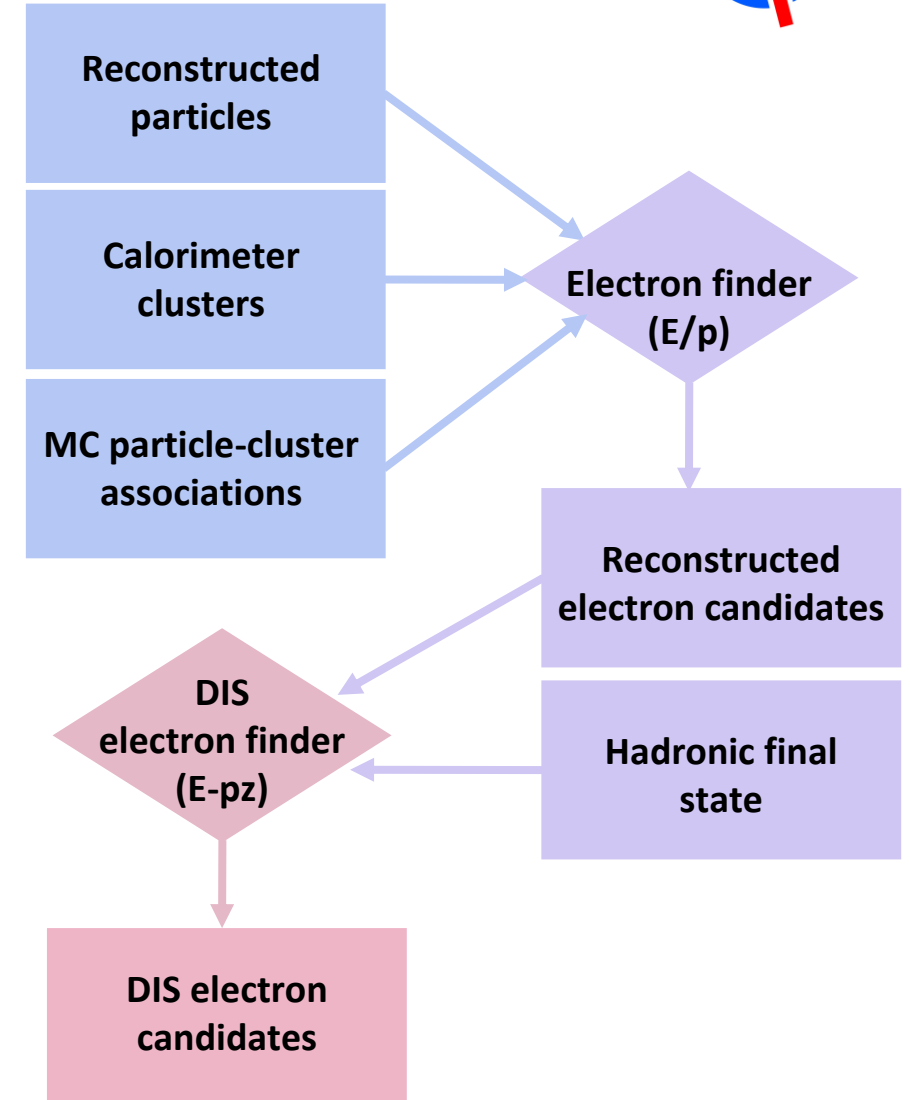 Reconstructed
particles
Calorimeter
clusters
Electron finder
(E/p)
MC particle-cluster
associations
Reconstructed
electron candidates
DIS
electron finder
(E-pz)
Hadronic final
state
DIS electron
candidates